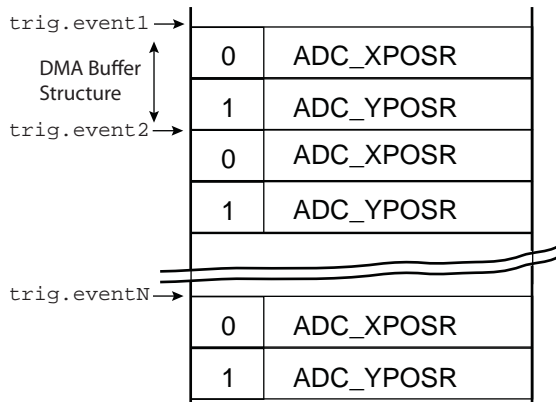 trig.event1
0 ADC_XPOSR
DMA Buffer
Structure
1 ADC_YPOSR
trig.event2
0 ADC_XPOSR
1 ADC_YPOSR
trig.eventN
0 ADC_XPOSR
1 ADC_YPOSR